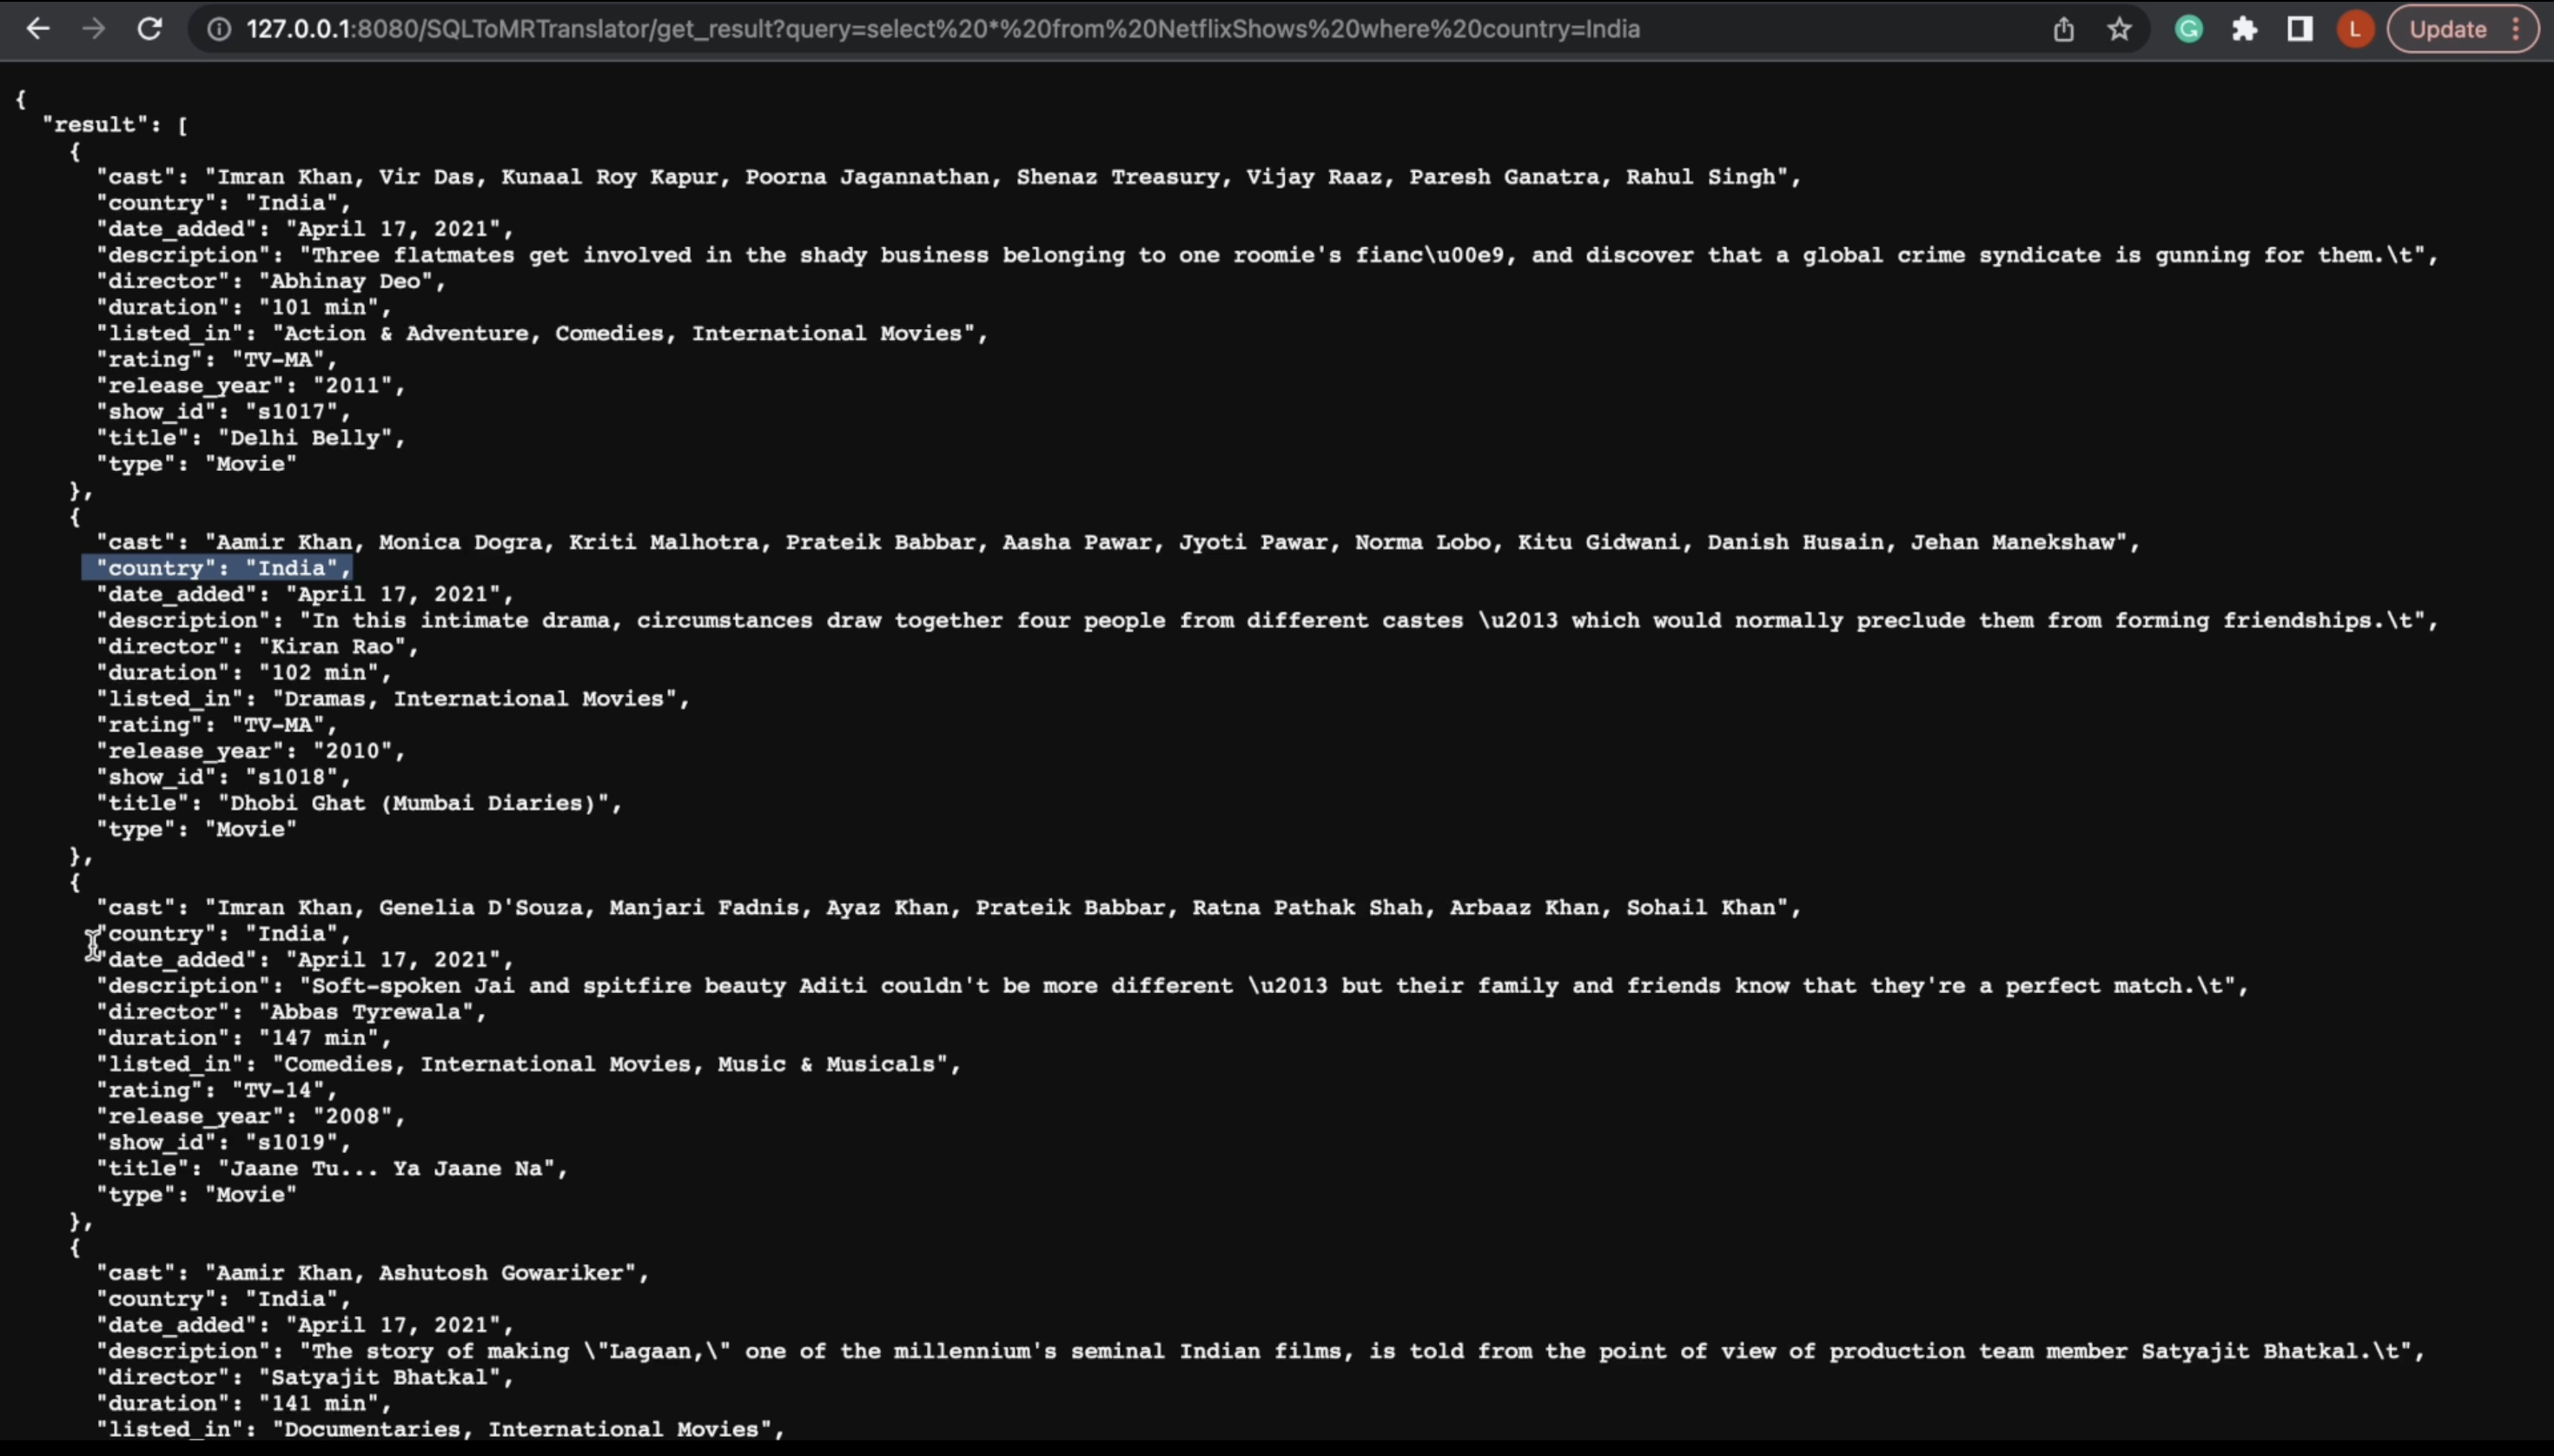 127.0.0.1:8080/SQLToMRTranslator/get_result?query=select%20*%20from%20NetflixShows%20where%20country=India
G
L
Update
{
"result": [
{
"cast": "Imran Khan, Vir Das, Kunaal Roy Kapur, Poorna Jagannathan, Shenaz Treasury, Vijay Raaz, Paresh Ganatra, Rahul Singh",
"country": "India",
"date_added": "April 17, 2021",
"description": "Three flatmates get involved in the shady business belonging to one roomie's fianc\u00e9, and discover that a global crime syndicate is gunning for them.\t",
"director": "Abhinay Deo",
"duration": "101 min",
"listed_in": "Action & Adventure, Comedies, International Movies",
"rating": "TV-MA",
"release_year": "2011",
"show_id": "s1017",
"title": "Delhi Belly",
"type": "Movie"
},
{
"cast": "Aamir Khan, Monica Dogra, Kriti Malhotra, Prateik Babbar, Aasha Pawar, Jyoti Pawar, Norma Lobo, Kitu Gidwani, Danish Husain, Jehan Manekshaw",
"country": "India",
"date_added": "April 17, 2021",
"description": "In this intimate drama, circumstances draw together four people from different castes \u2013 which would normally preclude them from forming friendships.\t",
"director": "Kiran Rao",
"duration": "102 min",
"listed_in": "Dramas, International Movies",
"rating": "TV-MA",
"release_year": "2010",
"show_id": "s1018",
"title": "Dhobi Ghat (Mumbai Diaries)",
"type": "Movie"
},
{
"cast": "Imran Khan, Genelia D'Souza, Manjari Fadnis, Ayaz Khan, Prateik Babbar, Ratna Pathak Shah, Arbaaz Khan, Sohail Khan",
"country": "India",
"date_added": "April 17, 2021",
"description": "Soft-spoken Jai and spitfire beauty Aditi couldn't be more different \u2013 but their family and friends know that they're a perfect match.\t",
"director": "Abbas Tyrewala",
"duration": "147 min",
"listed_in": "Comedies, International Movies, Music & Musicals",
"rating": "TV-14",
"release_year": "2008",
"show_id": "s1019",
"title": "Jaane Tu... Ya Jaane Na",
"type": "Movie"
},
{
"cast": "Aamir Khan, Ashutosh Gowariker",
"country": "India",
"date_added": "April 17, 2021",
"description": "The story of making \"Lagaan,\" one of the millennium's seminal Indian films, is told from the point of view of production team member Satyajit Bhatkal.\t",
"director": "Satyajit Bhatkal",
"duration": "141 min",
"listed_in": "Documentaries, International Movies",